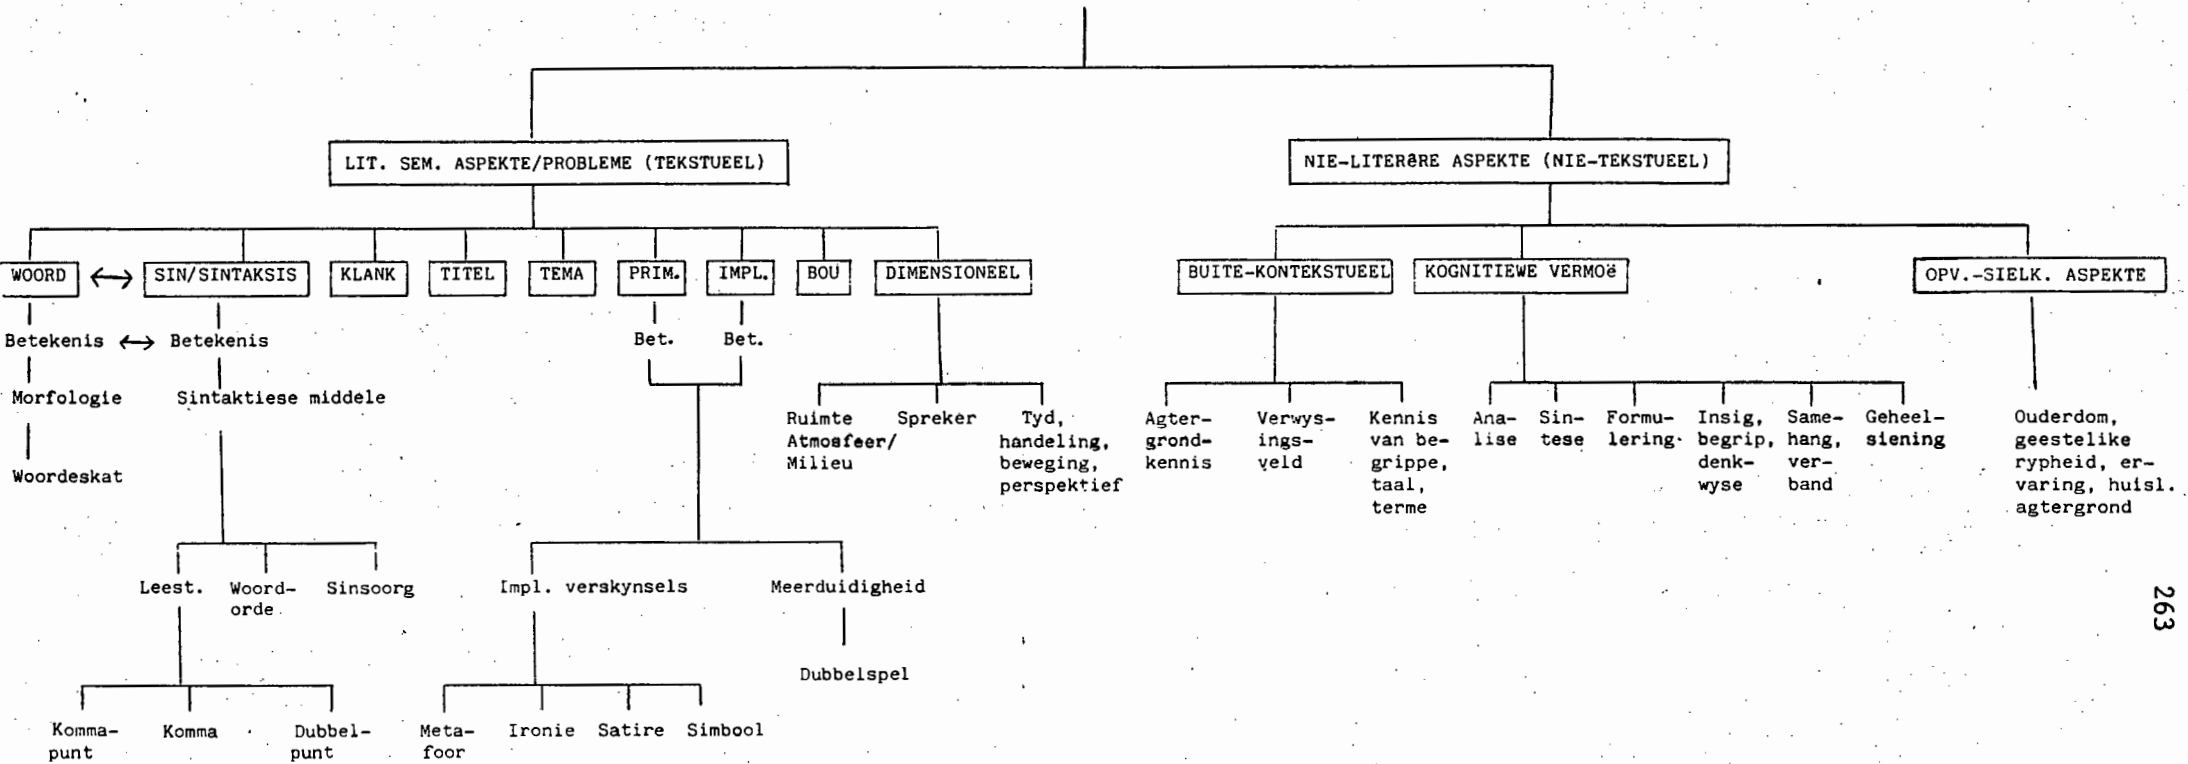 LIT. SEM. ASPEKTE/PROBLEME (TEKSTUEEL)
NIE-LITERêRE ASPEKTE (NIE-TEKSTUEEL)
WOORD ↔ SIN/SINTAKSIS KLANK TITEL TEMA PRIM. IMPL. BOU DIMENSIONEEL
BUITE-KONTEKSTUEEL KOGNITIEWE VERMOë OPV.-SIELK. ASPEKTE
Betekenis ↔ Betekenis
Bet. Bet.
Morfologie
Sintaktiese middele
Woordeskat
Ruimte
Atmosfeer/
Milieu
Spreker
Tyd,
handeling,
beweging,
perspektief
Agter-
grond-
kennis
Verwys-
ings-
veld
Kennis
van be-
grippe,
taal,
terme
Ana-
lise
Sin-
tese
Formu-
lering
Insig,
begrip,
denk-
wyse
Same-
hang,
ver-
band
Geheel-
siening
Ouderdom,
geestelike
rypheid, er-
varing, huisl.
agtergrond
Leest.
Woord-
orde
Sinsoorg
Impl. verskynsels
Meerduidigheid
Dubbelspel
Komma-
punt
Komma
Dubbel-
punt
Meta-
foor
Ironie
Satire
Simbool
263